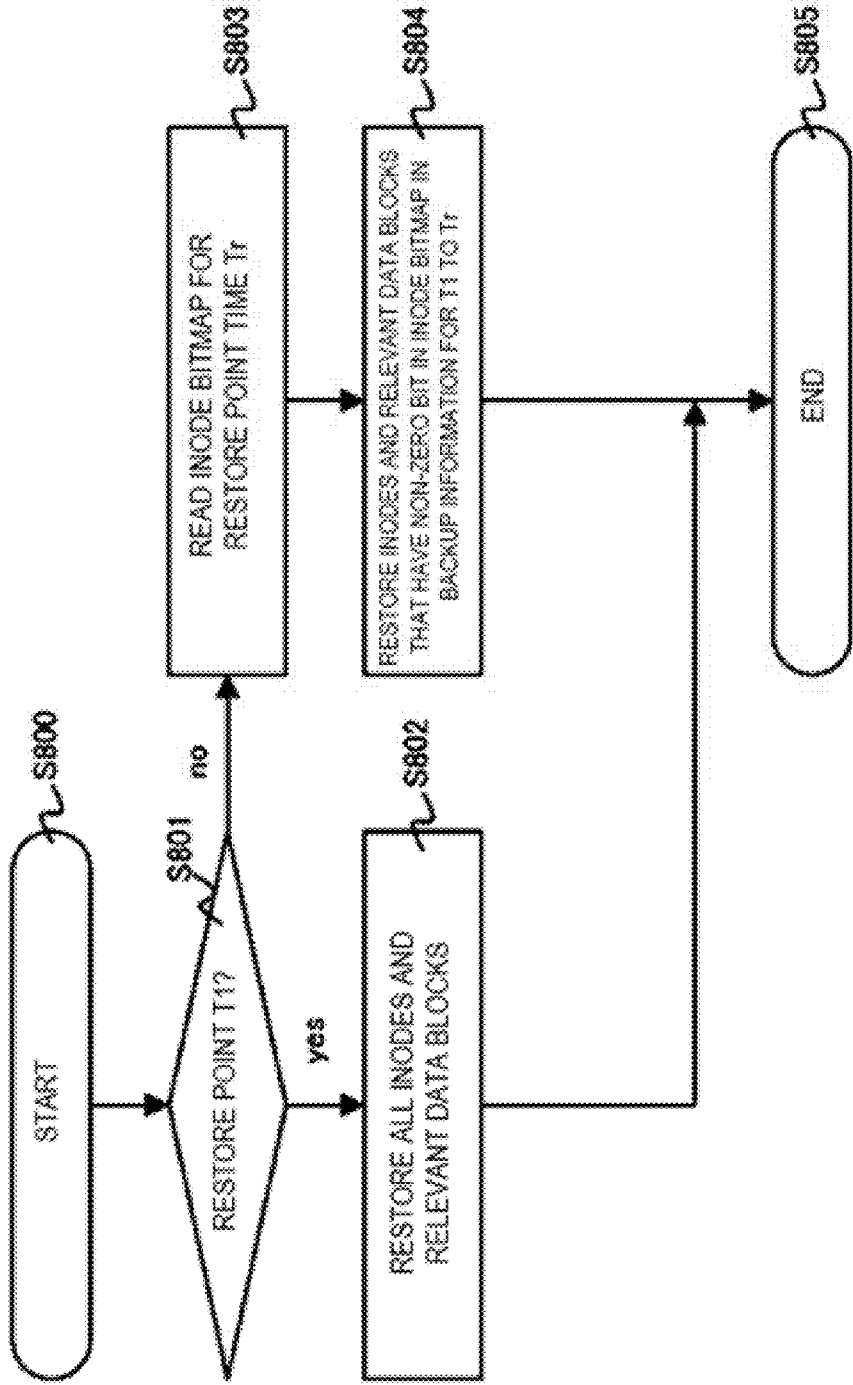 START
S800
RESTORE POINT T1?
S801
no
yes
RESTORE ALL INODES AND
RELEVANT DATA BLOCKS
S802
READ INODE BITMAP FOR
RESTORE POINT TIME Tr
S803
RESTORE INODES AND RELEVANT DATA BLOCKS
THAT HAVE NON-ZERO BIT IN INODE BITMAP IN
BACKUP INFORMATION FOR T1 TO Tr
S804
END
S805